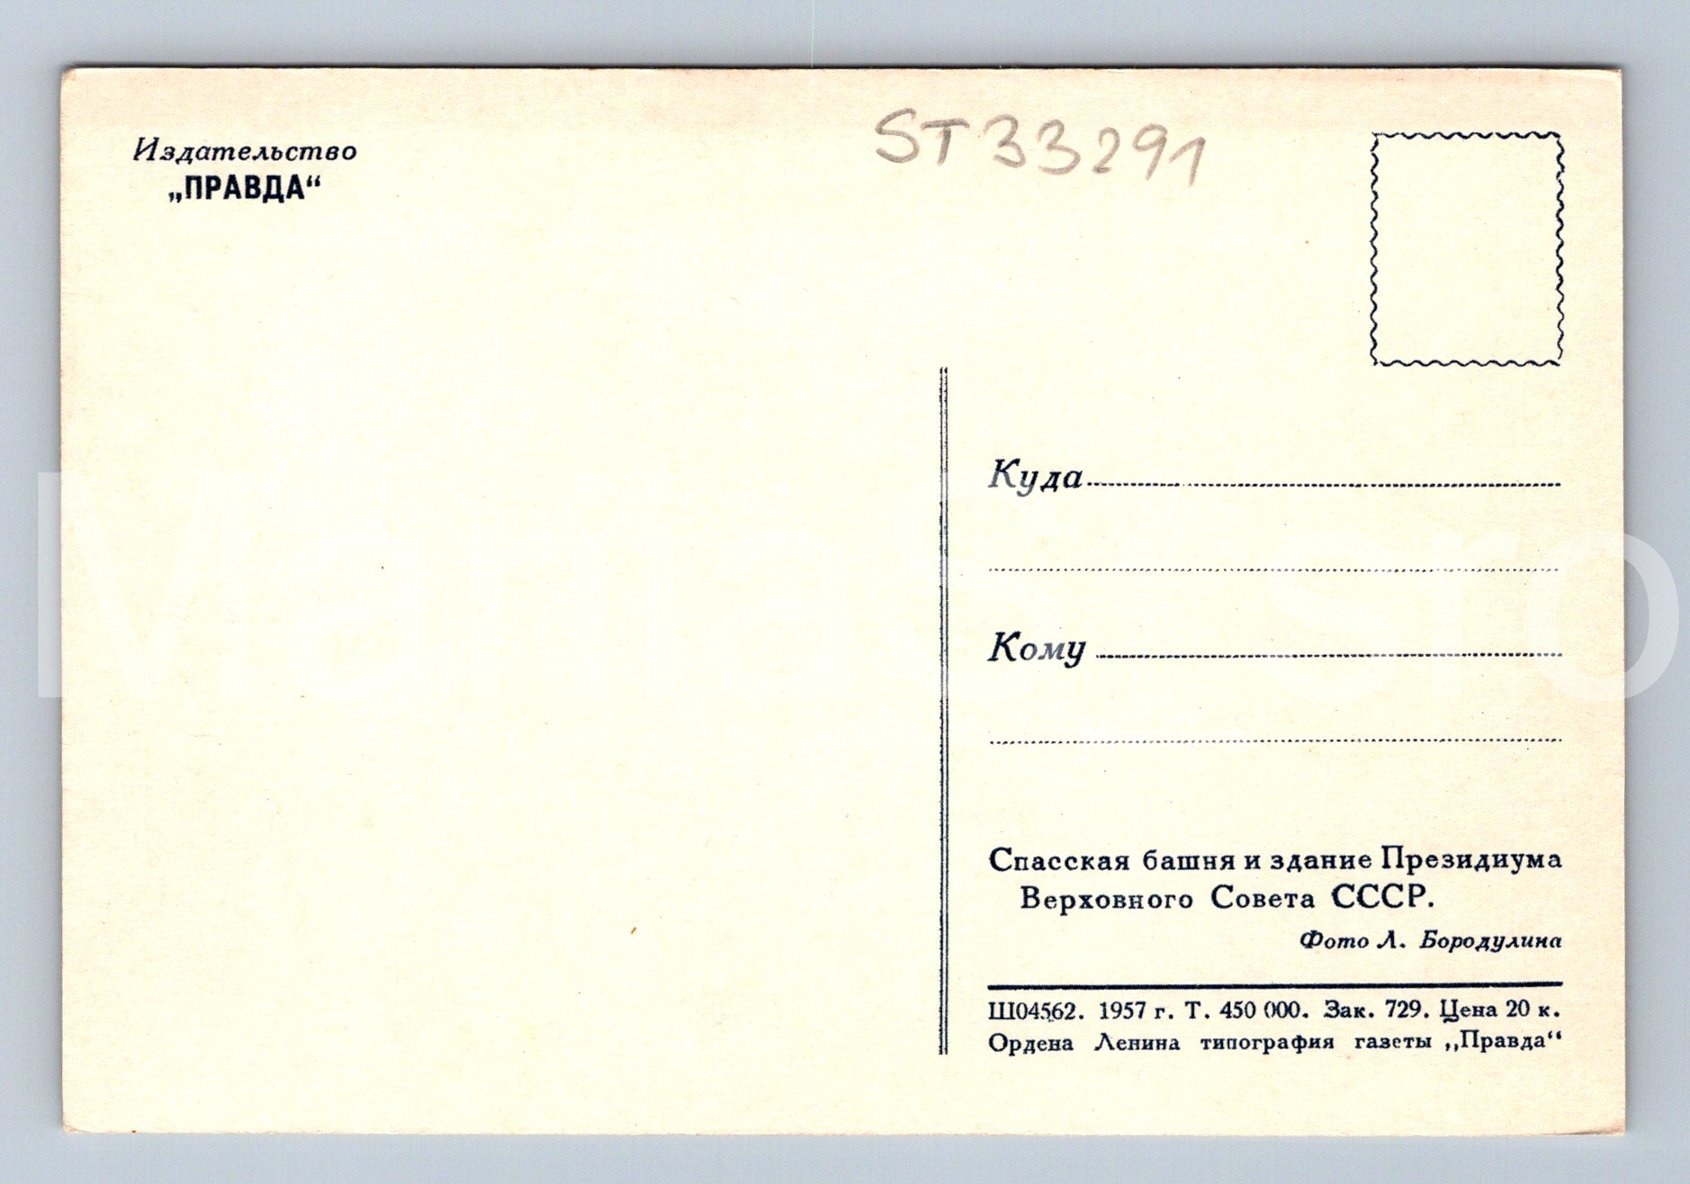 Издательство
„ПРАВДА“
ST33291
Куда
Кому
Спасская башня и здание Президиума
Верховного Совета СССР.
Фото Л. Бородулина
Ш04562. 1957 г. Т. 450 000. Зак. 729. Цена 20 к.
Ордена Ленина типография газеты „Правда“